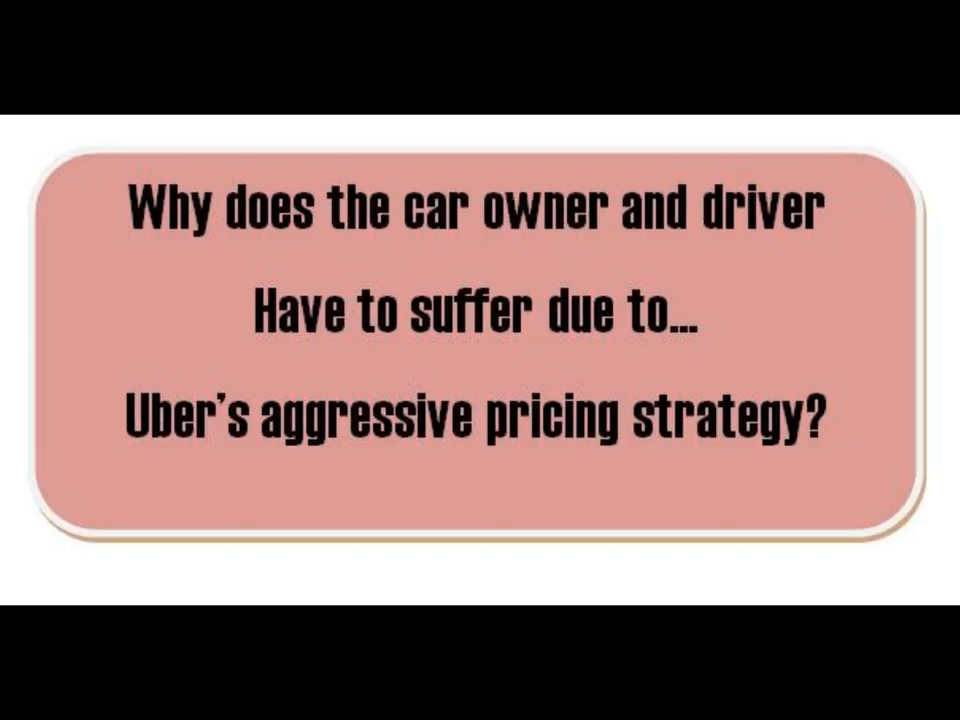 Why does the car owner and driver
Have to suffer due to...
Uber's aggressive pricing strategy?